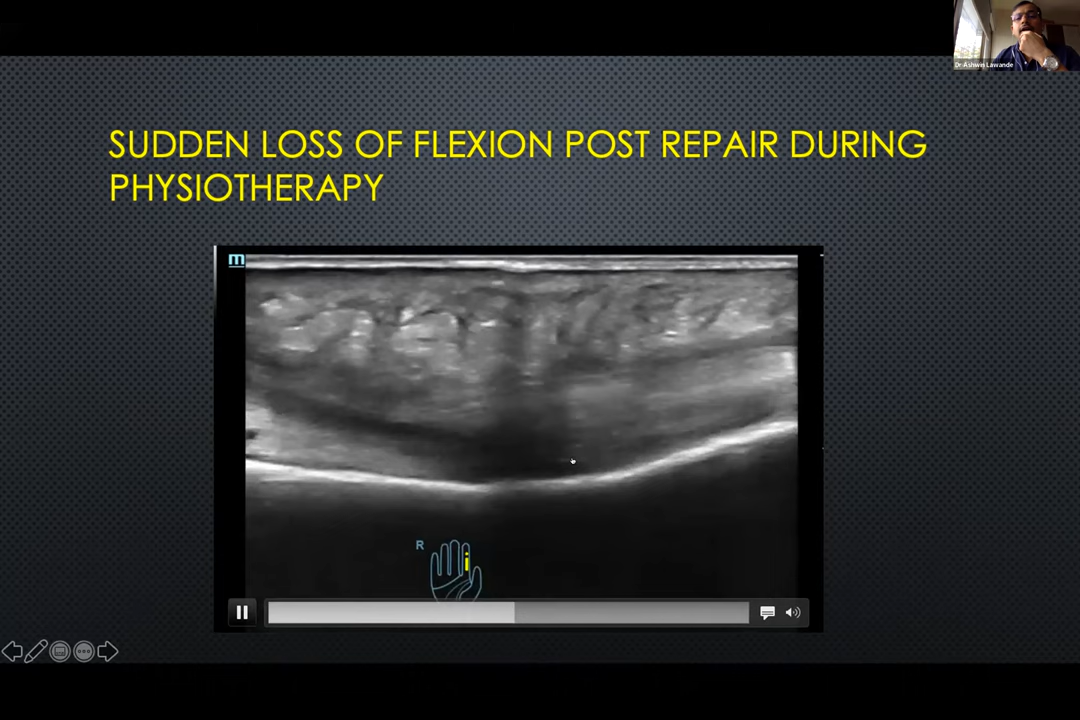 Dr Ashwin Lawande
SUDDEN LOSS OF FLEXION POST REPAIR DURING
PHYSIOTHERAPY
m
R
i